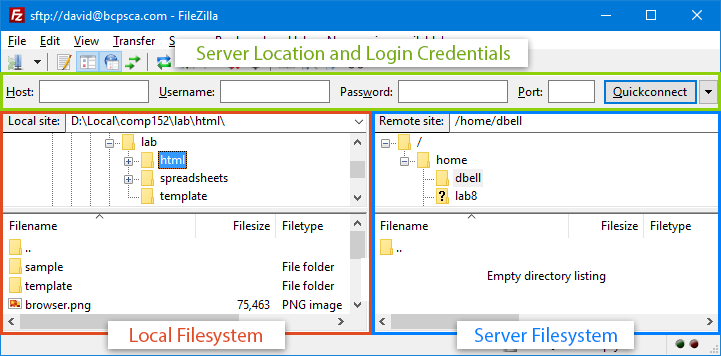 sftp://david@bcpsca.com - FileZilla
File Edit View Transfer
Server Location and Login Credentials
Host: Username: Password: Port: Quickconnect
Local site: D:\Local\comp152\lab\html\
lab
html
spreadsheets
template
Filename Filesize Filetype
..
sample File folder
template File folder
browser.png 75,463 PNG image
Local Filesystem
Remote site: /home/dbell
/
home
dbell
? lab8
Filename
..
Empty directory listing
Server Filesystem